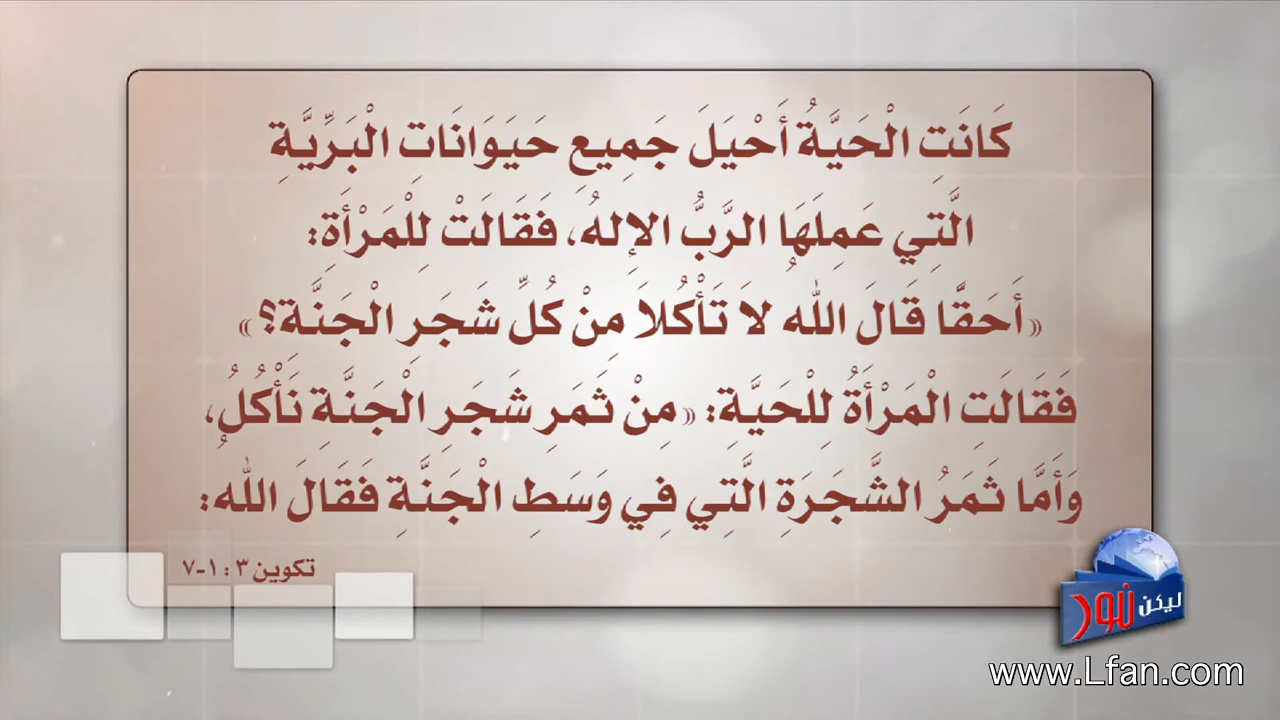 كَانَتِ الْحَيَّةُ أَحْيَلَ جَمِيعِ حَيَوَانَاتِ الْبَرِّيَّةِ
الَّتِي عَمِلَهَا الرَّبُّ الإِلهُ، فَقَالَتْ لِلْمَرْأَةِ:
«أَحَقًّا قَالَ اللهُ لاَ تَأْكُلاَ مِنْ كُلِّ شَجَرِ الْجَنَّةِ؟»
فَقَالَتِ الْمَرْأَةُ لِلْحَيَّةِ: «مِنْ ثَمَرِ شَجَرِ الْجَنَّةِ نَأْكُلُ،
وَأَمَّا ثَمَرُ الشَّجَرَةِ الَّتِي فِي وَسَطِ الْجَنَّةِ فَقَالَ اللهُ:
تكوين ٣ : ١-٧
ليكن نور
www.Lfan.com